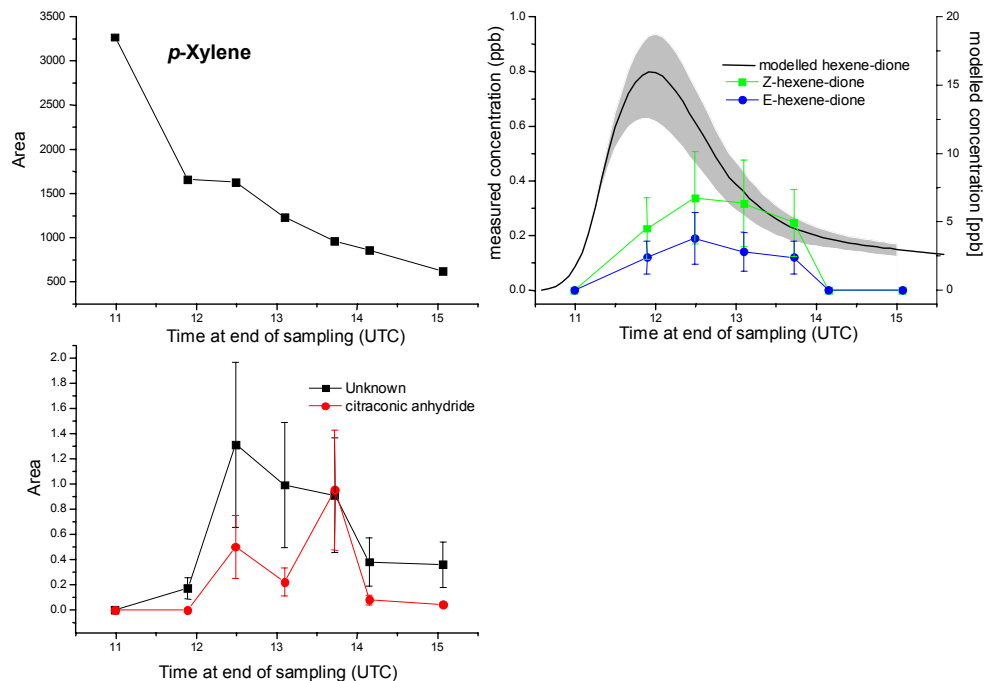 p-Xylene
Area
3500
3000
2500
2000
1500
1000
500
11 12 13 14 15
Time at end of sampling (UTC)
measured concentration (ppb)
1.0
0.8
0.6
0.4
0.2
0.0
modelled hexene-dione
Z-hexene-dione
E-hexene-dione
20
15
10
5
0
modelled concentration [ppb]
11 12 13 14 15
Time at end of sampling (UTC)
Area
2.0
1.8
1.6
1.4
1.2
1.0
0.8
0.6
0.4
0.2
0.0
Unknown
citraconic anhydride
11 12 13 14 15
Time at end of sampling (UTC)